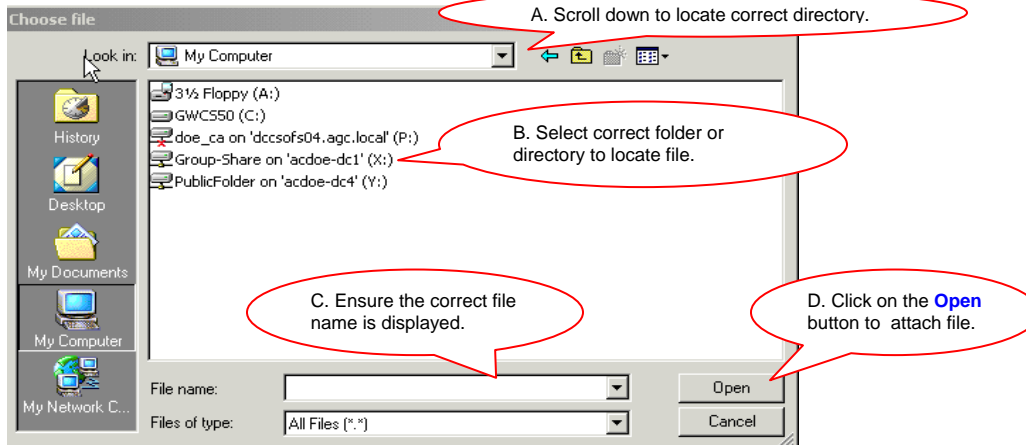 Choose file
A. Scroll down to locate correct directory.
Look in:
My Computer
3½ Floppy (A:)
GWCS50 (C:)
doe_ca on 'dccsofs04.agc.local' (P:)
Group-Share on 'acdoe-dc1' (X:)
PublicFolder on 'acdoe-dc4' (Y:)
B. Select correct folder or
directory to locate file.
History
Desktop
My Documents
My Computer
My Network C...
C. Ensure the correct file
name is displayed.
D. Click on the Open
button to attach file.
File name:
Open
Files of type:
All Files (*.*)
Cancel